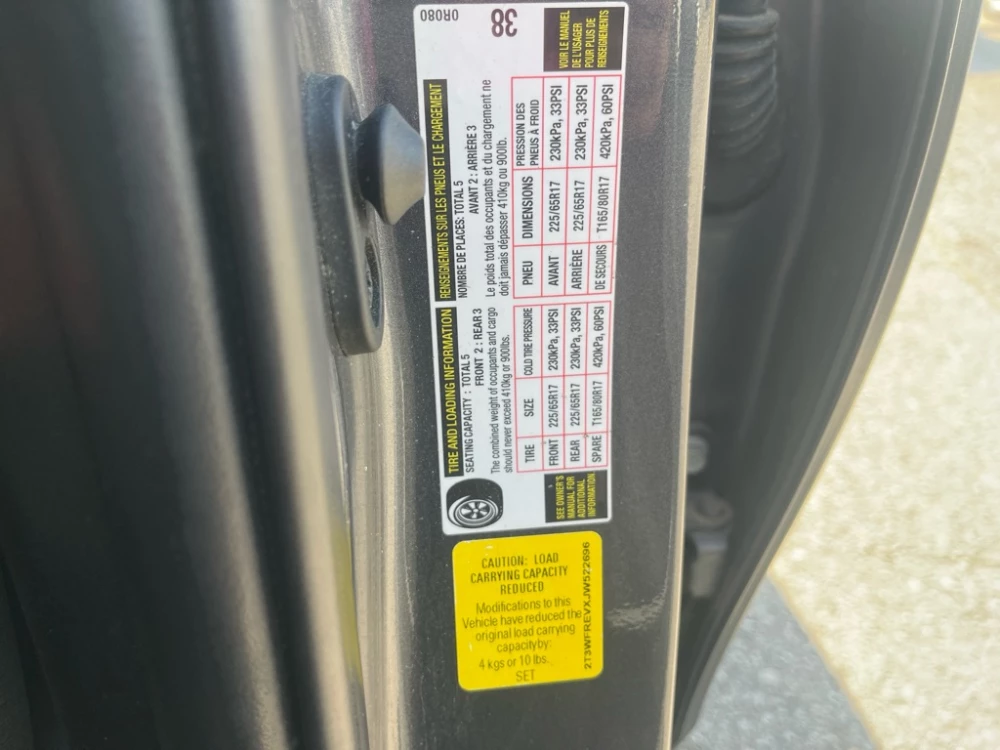 TIRE AND LOADING INFORMATION
SEATING CAPACITY : TOTAL 5
FRONT 2 : REAR 3
The combined weight of occupants and cargo
should never exceed 410kg or 900lbs.
TIRE SIZE COLD TIRE PRESSURE
FRONT 225/65R17 230kPa, 33PSI
REAR 225/65R17 230kPa, 33PSI
SPARE T165/80R17 420kPa, 60PSI
SEE OWNER'S
MANUAL FOR
ADDITIONAL
INFORMATION.
RENSEIGNEMENTS SUR LES PNEUS ET LE CHARGEMENT
NOMBRE DE PLACES: TOTAL 5
AVANT 2 : ARRIÈRE 3
Le poids total des occupants et du chargement ne
doit jamais dépasser 410kg ou 900lb.
PNEU DIMENSIONS PRESSION DES
PNEUS À FROID
AVANT 225/65R17 230kPa, 33PSI
ARRIÈRE 225/65R17 230kPa, 33PSI
DE SECOURS T165/80R17 420kPa, 60PSI
VOIR LE MANUEL
DE L'USAGER
POUR PLUS DE
RENSEIGNEMENTS
0R080
38
CAUTION: LOAD
CARRYING CAPACITY
REDUCED
Modifications to this
Vehicle have reduced the
original load carrying
capacity by:
4 kgs or 10 lbs.
SET
2T3WFREVXJW572696